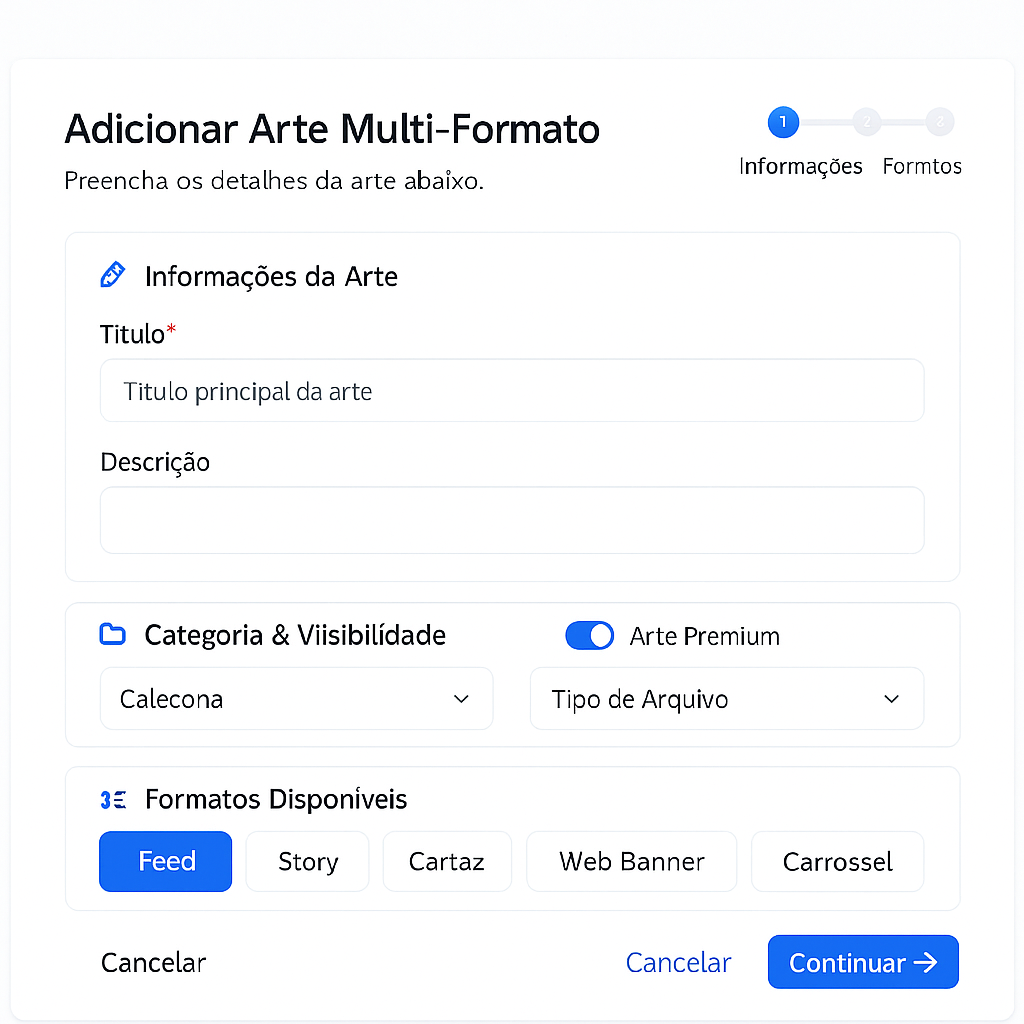 Adicionar Arte Multi-Formato
Preencha os detalhes da arte abaixo.
1 2 2
Informações Formtos
Informações da Arte
Titulo*
Titulo principal da arte
Descrição
Categoria & Viisibilídade
Arte Premium
Calecona
Tipo de Arquivo
Formatos Disponíveis
Feed
Story
Cartaz
Web Banner
Carrossel
Cancelar
Cancelar
Continuar →